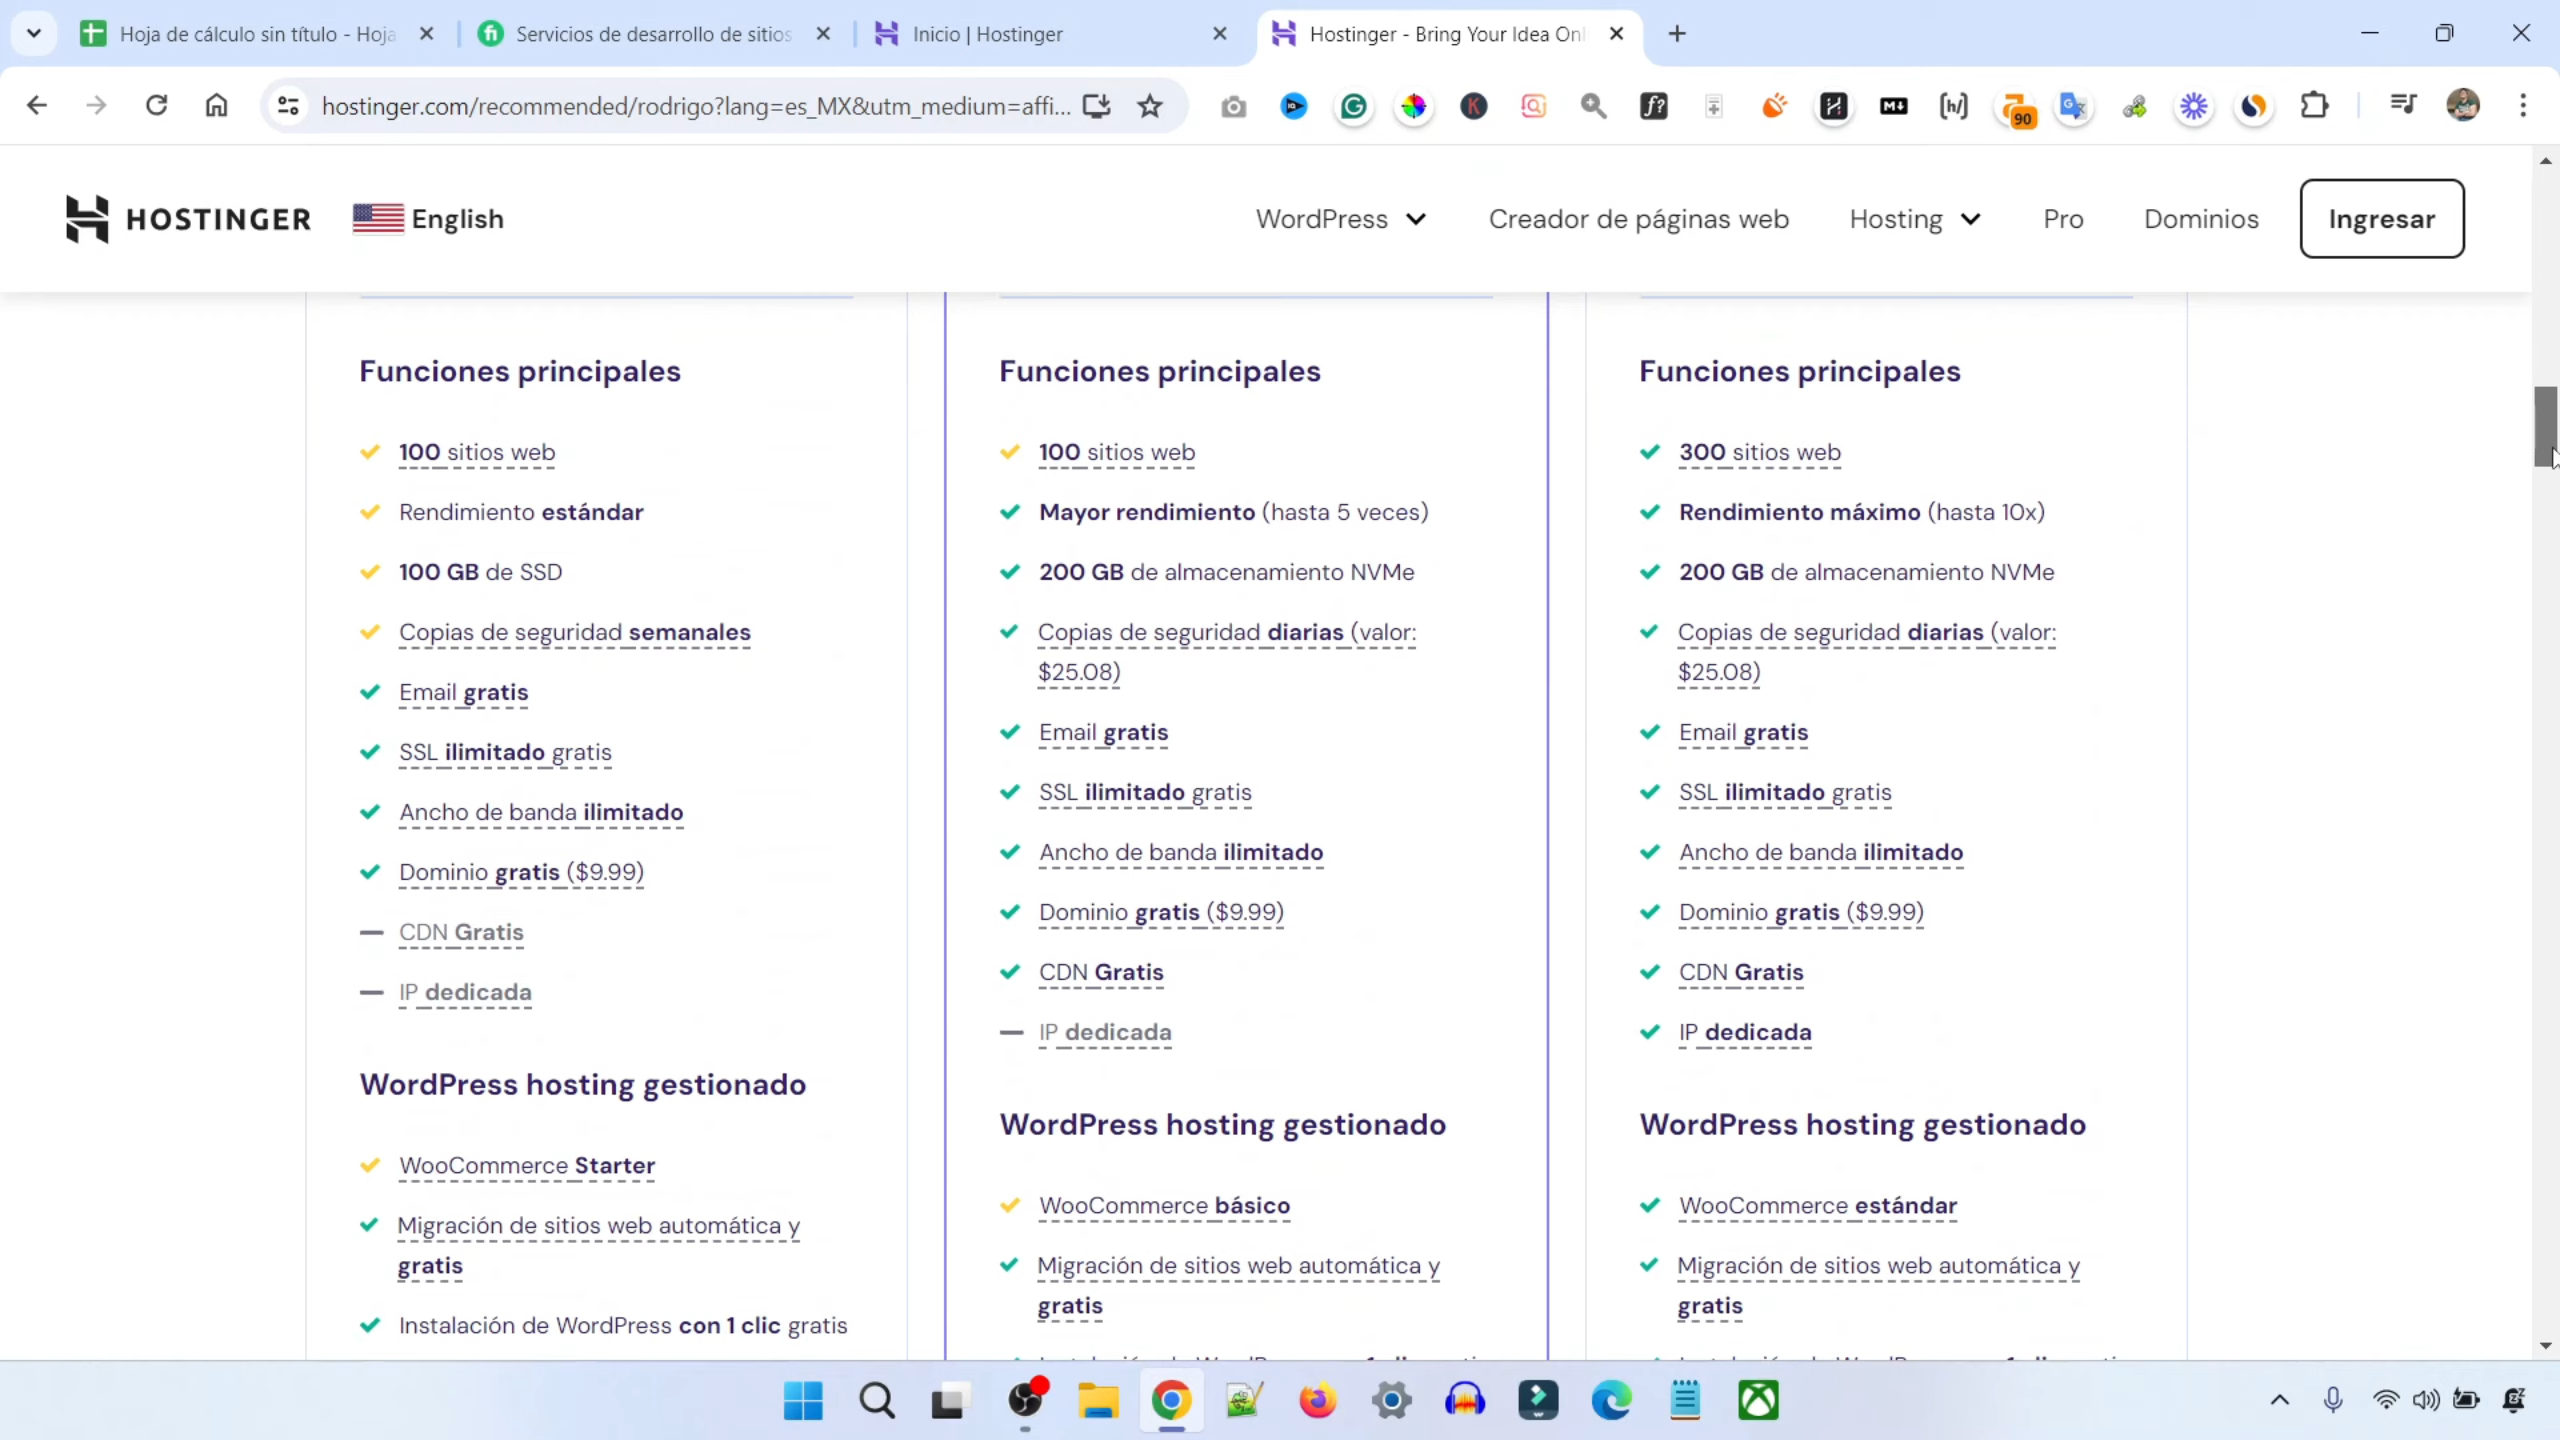 Hoja de cálculo sin título - Hoja
Servicios de desarrollo de sitios
Inicio | Hostinger
Hostinger - Bring Your Idea Onl
hostinger.com/recommended/rodrigo?lang=es_MX&utm_medium=affi...
90
HOSTINGER
English
WordPress
Creador de páginas web
Hosting
Pro
Dominios
Ingresar
Funciones principales
100 sitios web
Rendimiento estándar
100 GB de SSD
Copias de seguridad semanales
Email gratis
SSL ilimitado gratis
Ancho de banda ilimitado
Dominio gratis ($9.99)
CDN Gratis
IP dedicada
WordPress hosting gestionado
WooCommerce Starter
Migración de sitios web automática y
gratis
Instalación de WordPress con 1 clic gratis
Funciones principales
100 sitios web
Mayor rendimiento (hasta 5 veces)
200 GB de almacenamiento NVMe
Copias de seguridad diarias (valor:
$25.08)
Email gratis
SSL ilimitado gratis
Ancho de banda ilimitado
Dominio gratis ($9.99)
CDN Gratis
IP dedicada
WordPress hosting gestionado
WooCommerce básico
Migración de sitios web automática y
gratis
Funciones principales
300 sitios web
Rendimiento máximo (hasta 10x)
200 GB de almacenamiento NVMe
Copias de seguridad diarias (valor:
$25.08)
Email gratis
SSL ilimitado gratis
Ancho de banda ilimitado
Dominio gratis ($9.99)
CDN Gratis
IP dedicada
WordPress hosting gestionado
WooCommerce estándar
Migración de sitios web automática y
gratis